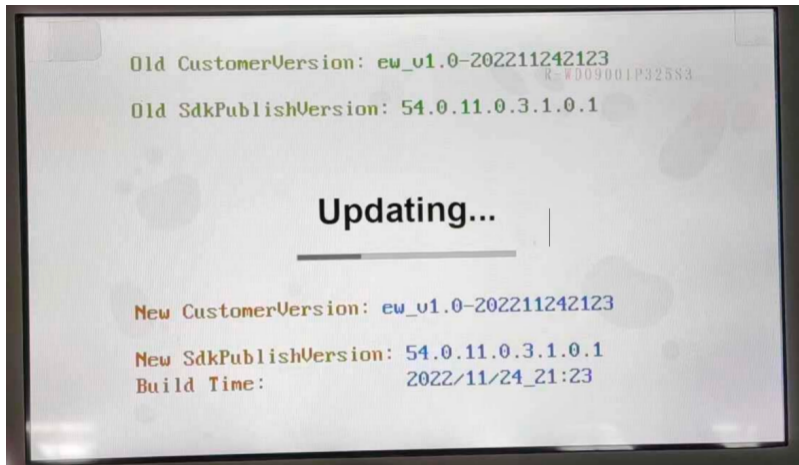 Old CustomerVersion: ew_v1.0-202211242123
R-WD09001P325S3
Old SdkPublishVersion: 54.0.11.0.3.1.0.1
Updating...
New CustomerVersion: ew_v1.0-202211242123
New SdkPublishVersion: 54.0.11.0.3.1.0.1
Build Time: 2022/11/24_21:23